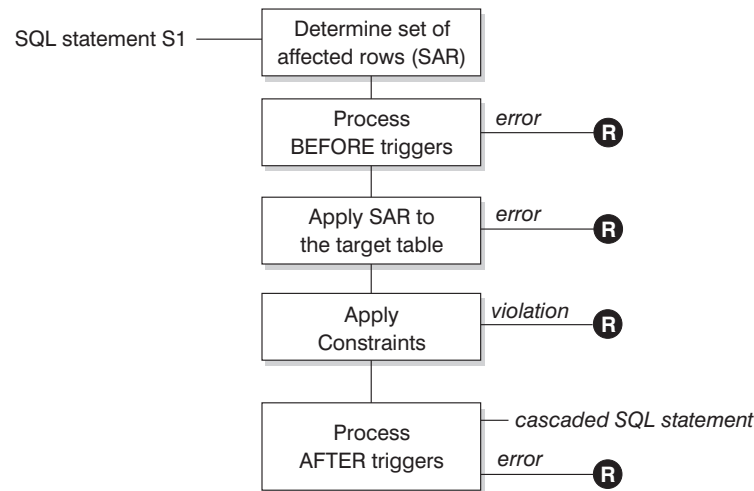 SQL statement S1
Determine set of
affected rows (SAR)
Process
BEFORE triggers
error
R
Apply SAR to
the target table
error
R
Apply
Constraints
violation
R
Process
AFTER triggers
cascaded SQL statement
error
R